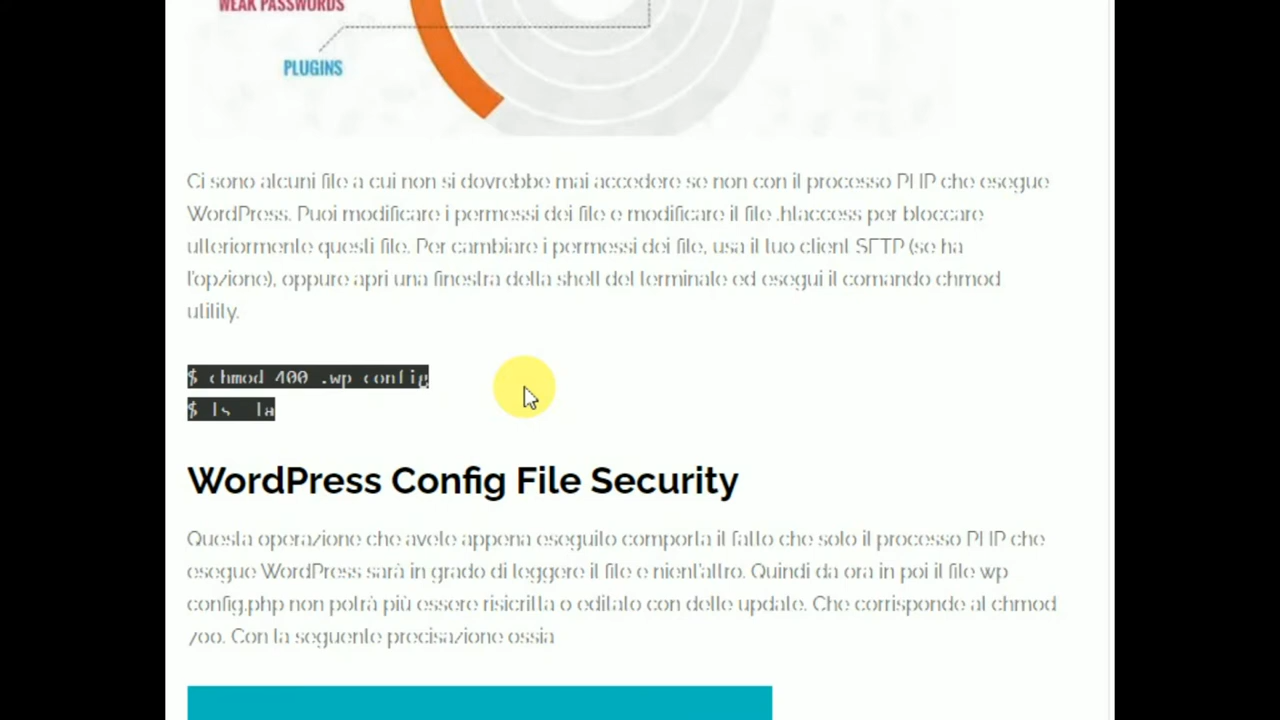 WEAK PASSWORDS
PLUGINS
Ci sono alcuni file a cui non si dovrebbe mai accedere se non con il processo PHP che esegue
WordPress. Puoi modificare i permessi dei file e modificare il file .htaccess per bloccare
ulteriormente questi file. Per cambiare i permessi dei file, usa il tuo client SFTP (se ha
l'opzione), oppure apri una finestra della shell del terminale ed esegui il comando chmod
utility.
$ chmod 400 .wp config
$ ls -la
WordPress Config File Security
Questa operazione che avete appena eseguito comporta il fatto che solo il processo PHP che
esegue WordPress sarà in grado di leggere il file e nient'altro. Quindi da ora in poi il file wp
config.php non potrà più essere risicritta o editato con delle update. Che corrisponde al chmod
700. Con la seguente precisazione ossia